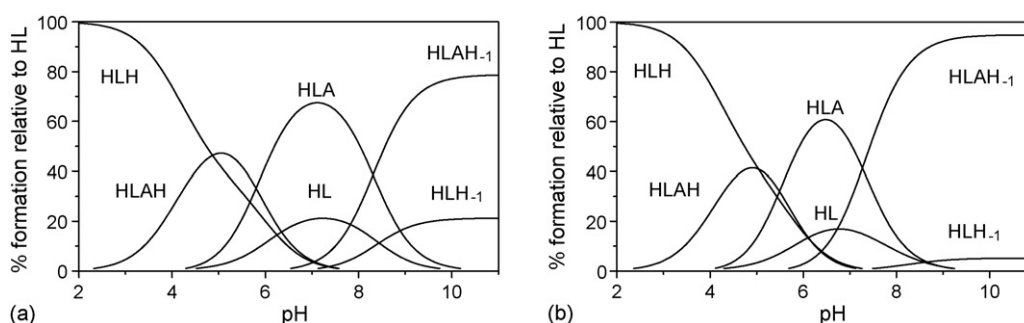 % formation relative to HL
100
80
60
40
20
0
HLH
HLAH
HLA
HL
HLAH-1
HLH-1
2 4 6 8 10
pH
(a)
% formation relative to HL
100
80
60
40
20
0
HLH
HLAH
HLA
HL
HLAH-1
HLH-1
2 4 6 8 10
pH
(b)